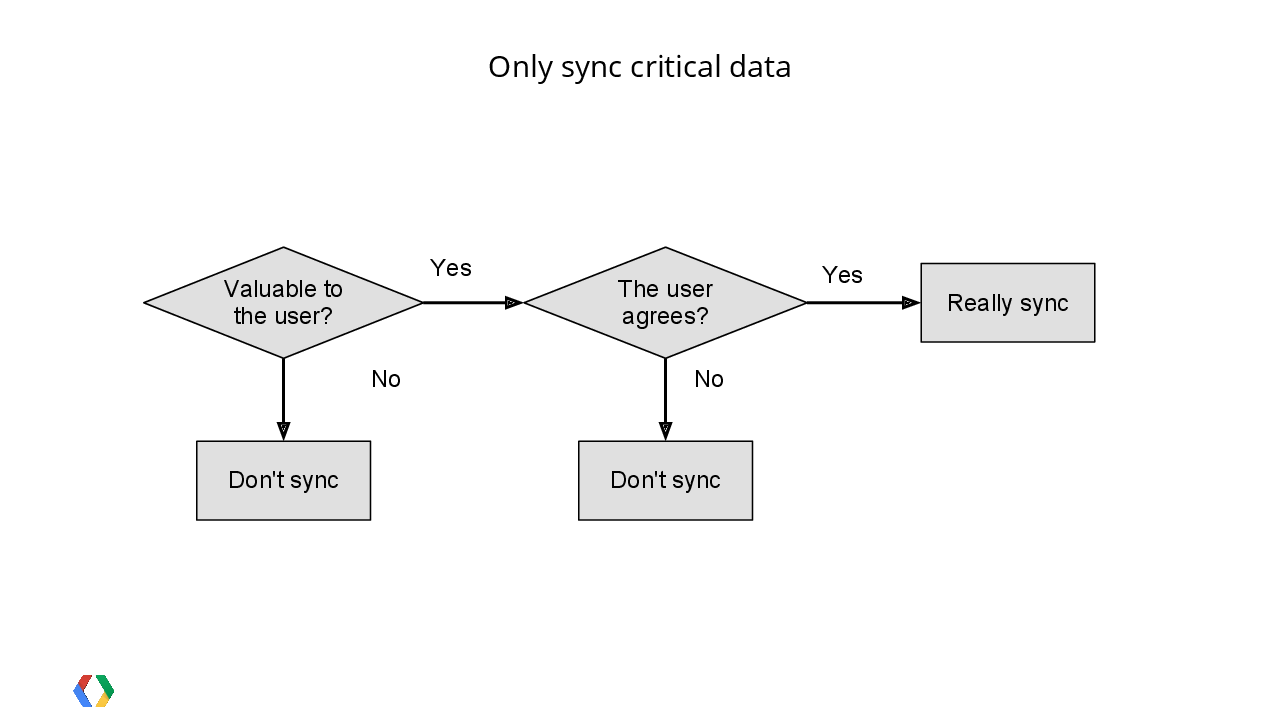 Only sync critical data
Yes
Yes
Valuable to
the user?
The user
agrees?
Really sync
No
No
Don't sync
Don't sync